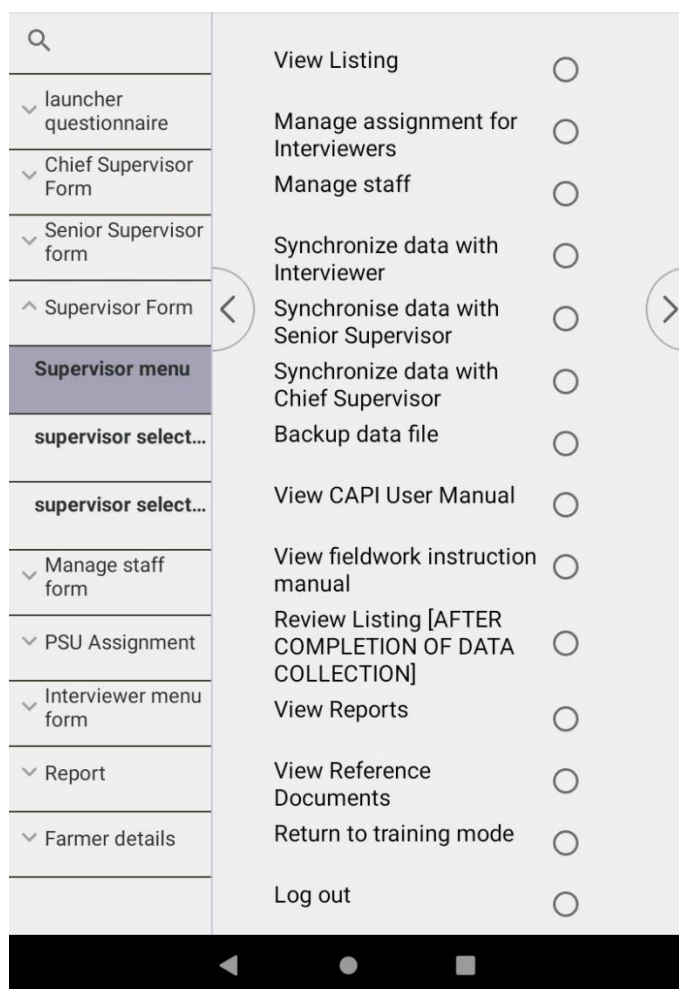 launcher
questionnaire
Chief Supervisor
Form
Senior Supervisor
form
Supervisor Form
Supervisor menu
supervisor select...
supervisor select...
Manage staff
form
PSU Assignment
Interviewer menu
form
Report
Farmer details
View Listing
Manage assignment for
Interviewers
Manage staff
Synchronize data with
Interviewer
Synchronise data with
Senior Supervisor
Synchronize data with
Chief Supervisor
Backup data file
View CAPI User Manual
View fieldwork instruction
manual
Review Listing [AFTER
COMPLETION OF DATA
COLLECTION]
View Reports
View Reference
Documents
Return to training mode
Log out